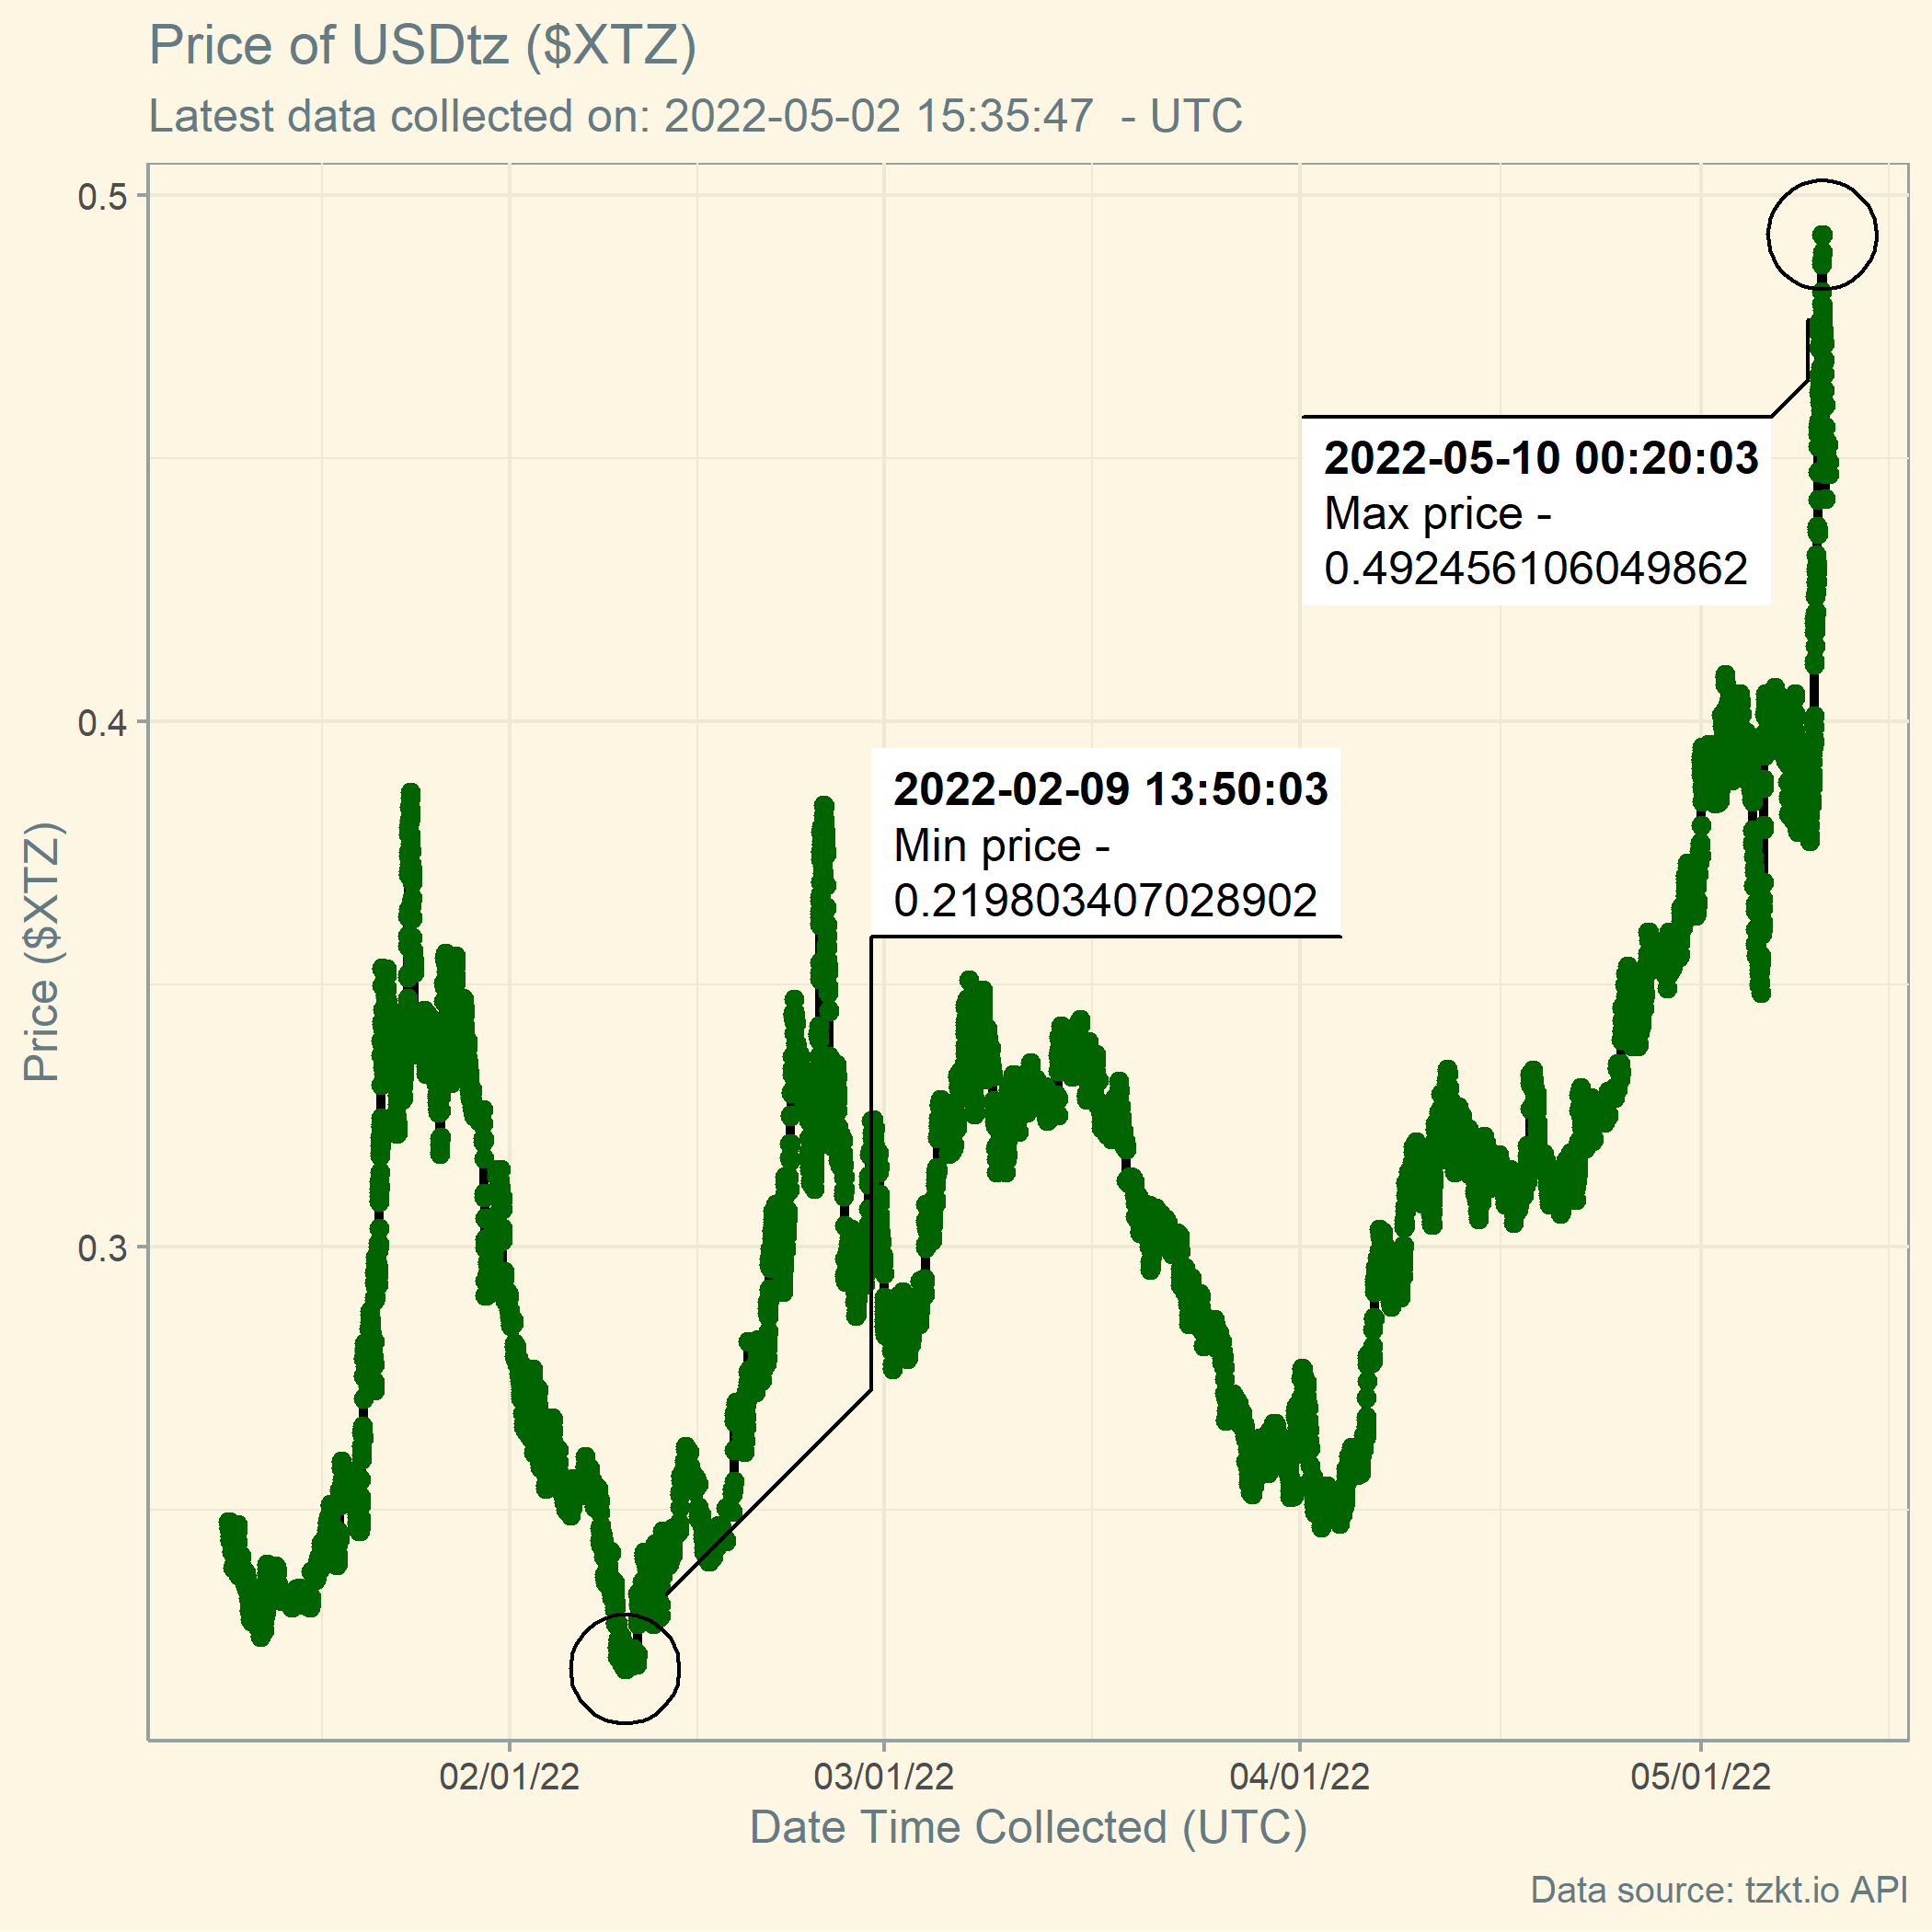 Price of USDtz ($XTZ)
Latest data collected on: 2022-05-02 15:35:47  - UTC
0.5
0.4
0.3
Price ($XTZ)
2022-05-10 00:20:03
Max price -
0.492456106049862
2022-02-09 13:50:03
Min price -
0.219803407028902
02/01/22
03/01/22
04/01/22
05/01/22
Date Time Collected (UTC)
Data source: tzkt.io API